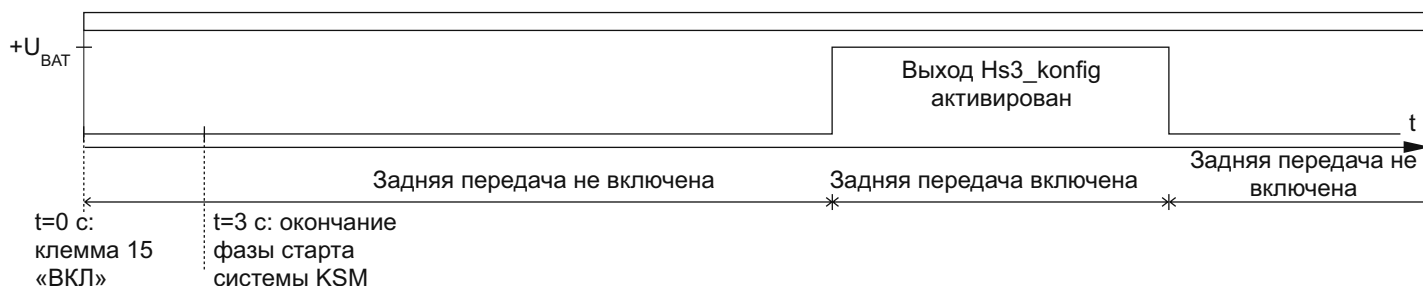 +U BAT
Выход Hs3_konfig
активирован
t
Задняя передача не включена
Задняя передача включена
Задняя передача не
включена
t=0 с:
клемма 15
«ВКЛ»
t=3 с: окончание
фазы старта
системы KSM